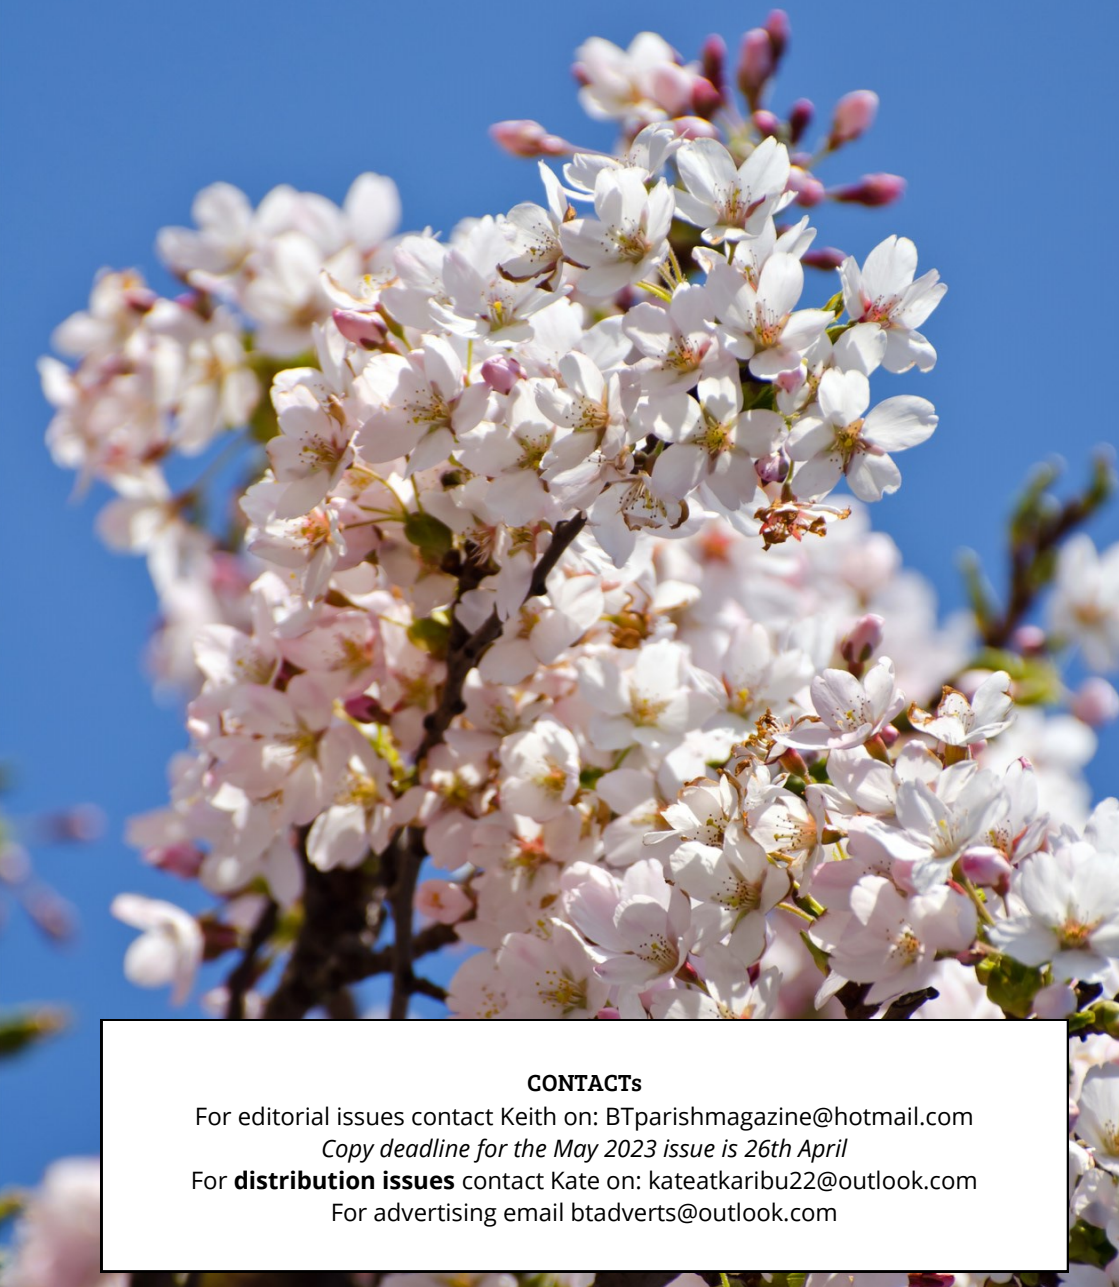 CONTACTs
For editorial issues contact Keith on: BTparishmagazine@hotmail.com
Copy deadline for the May 2023 issue is 26th April
For distribution issues contact Kate on: kateatkaribu22@outlook.com
For advertising email btadverts@outlook.com